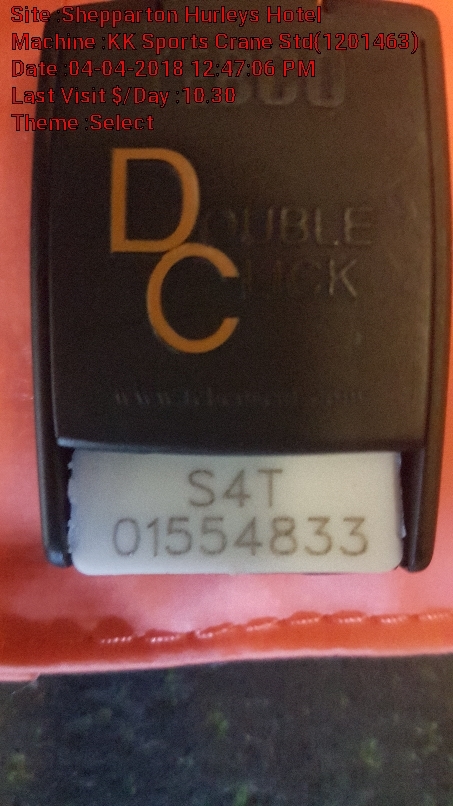 Site :Shepparton Hurleys Hotel
Machine :KK Sports Crane Std(1201463)
Date :04-04-2018 12:47:06 PM
Last Visit $/Day :10.30
Theme :Select
DOUBLE
CLICK
S4T
01554833